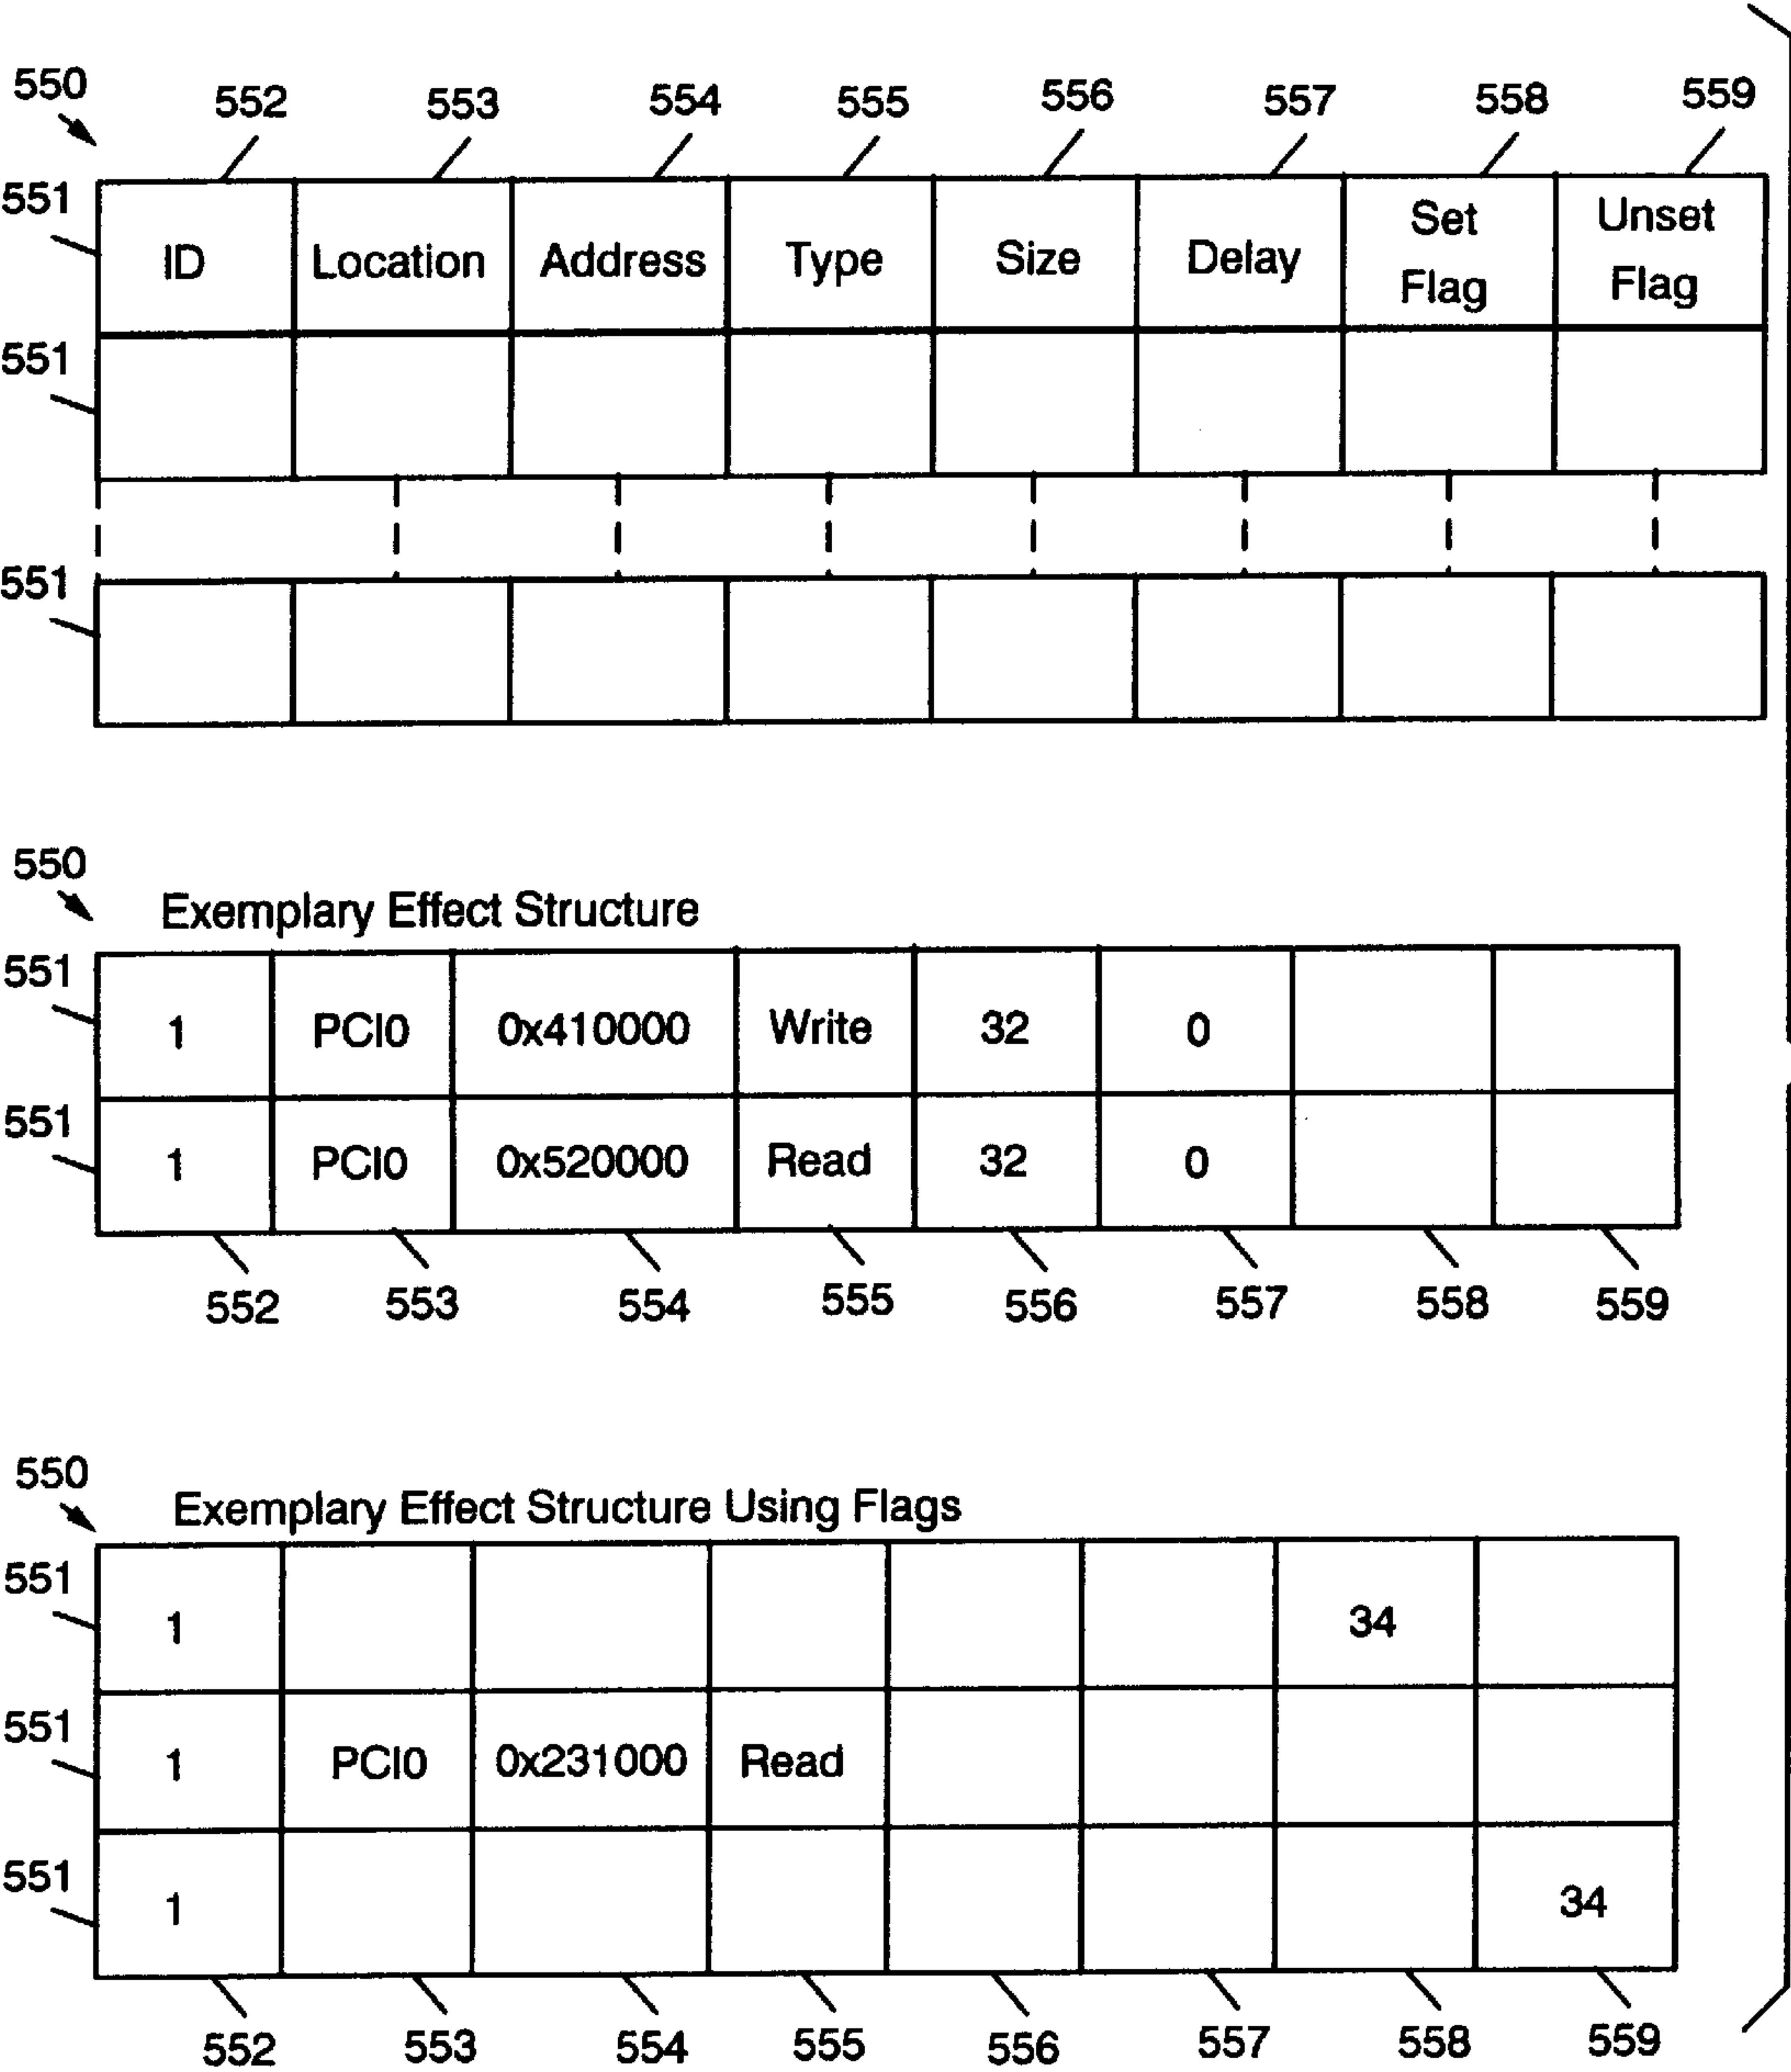 550
552 553 554 555 556 557 558 559
551
ID Location Address Type Size Delay Set Flag Unset Flag
551
551
550
Exemplary Effect Structure
551
1 PCI0 0x410000 Write 32 0
551
1 PCI0 0x520000 Read 32 0
552 553 554 555 556 557 558 559
550
Exemplary Effect Structure Using Flags
551
1 34
551
1 PCI0 0x231000 Read
551
1 34
552 553 554 555 556 557 558 559